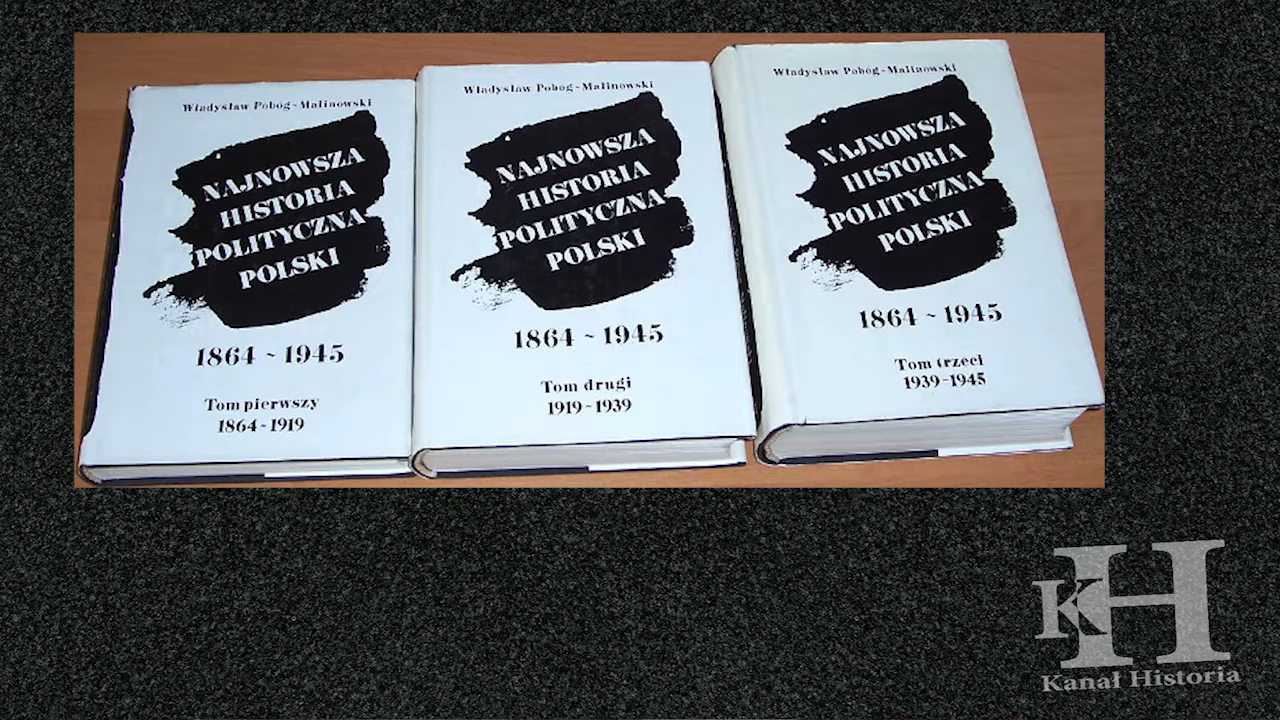 Władysław Pobóg-Malinowski
NAJNOWSZA
HISTORIA
POLITYCZNA
POLSKI
1864 ~ 1945
Tom pierwszy
1864-1919
Władysław Pobóg-Malinowski
NAJNOWSZA
HISTORIA
POLITYCZNA
POLSKI
1864 ~ 1945
Tom drugi
1919-1939
Władysław Pobóg-Malinowski
NAJNOWSZA
HISTORIA
POLITYCZNA
POLSKI
1864 ~ 1945
Tom trzeci
1939-1945
KH
Kanał Historia